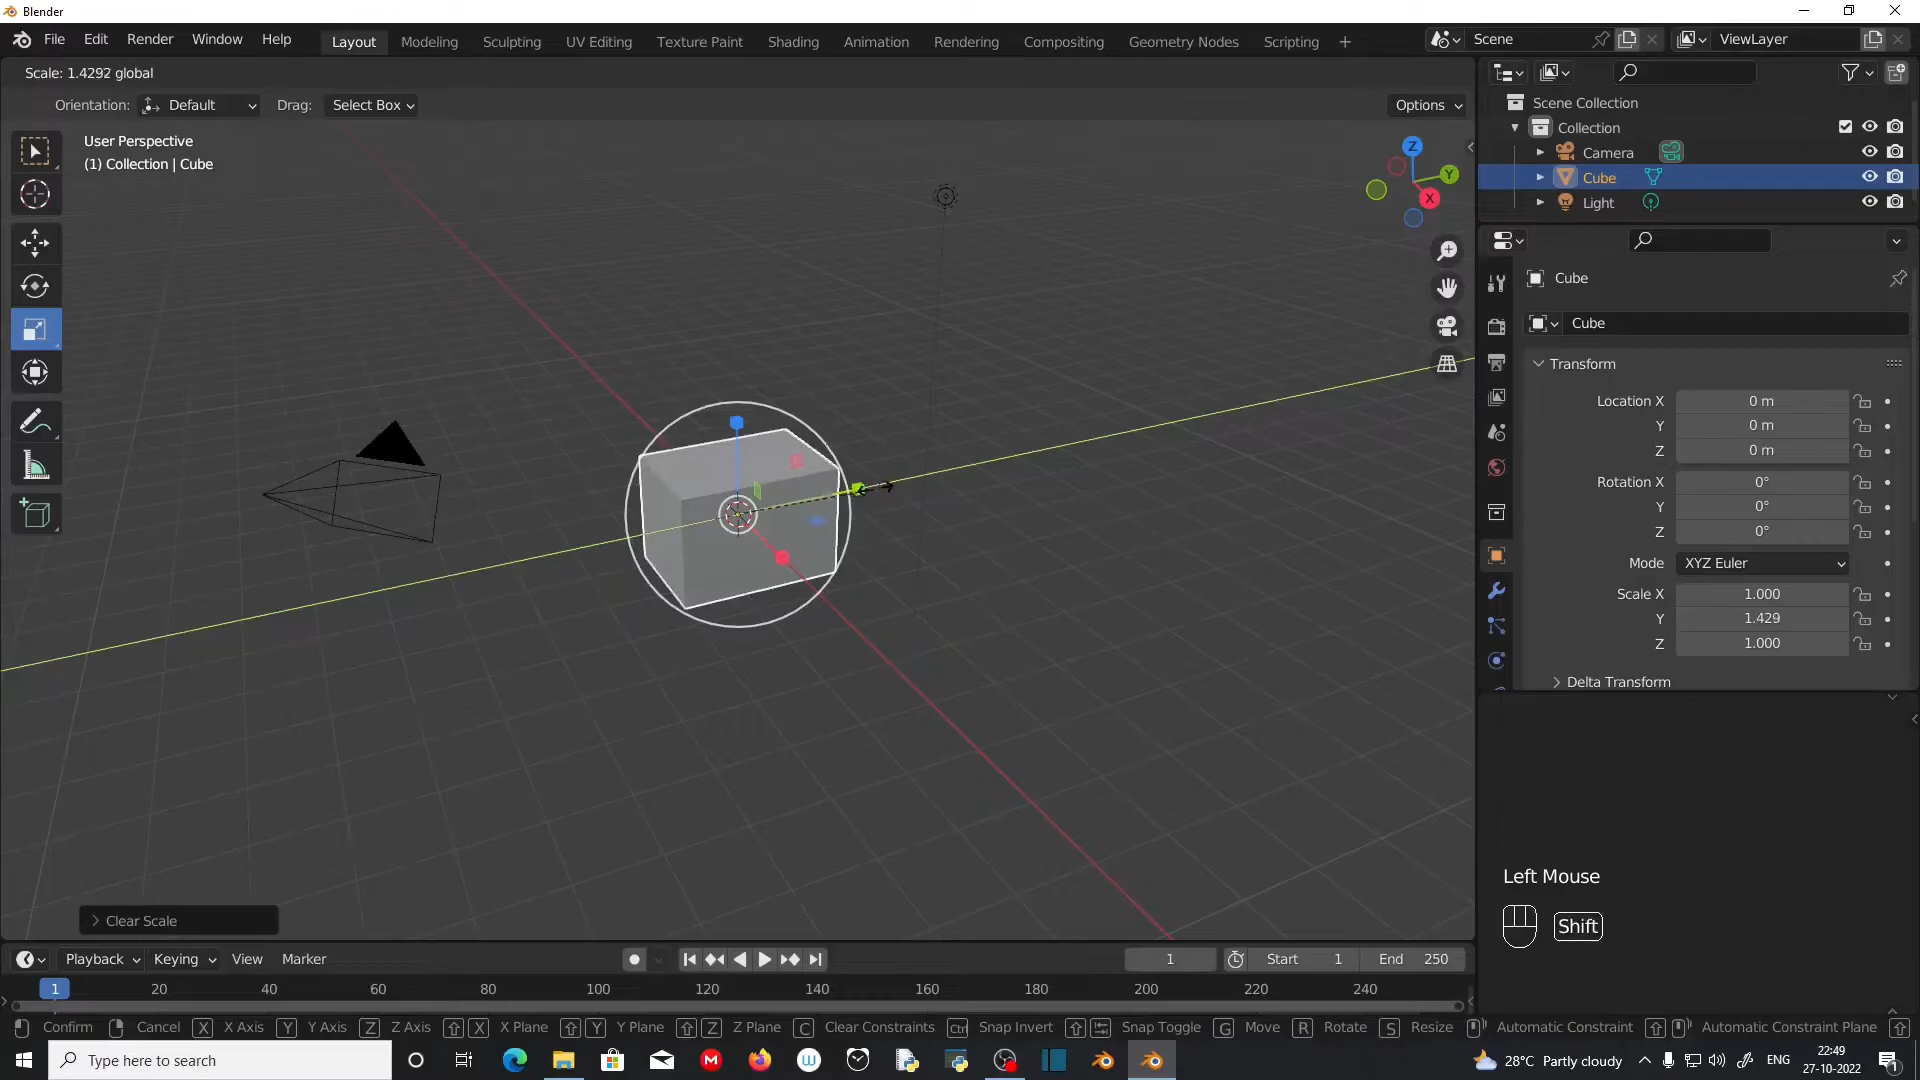 Blender
File Edit Render Window Help Layout Modeling Sculpting UV Editing Texture Paint Shading Animation Rendering Compositing Geometry Nodes Scripting + Scene ViewLayer
Scale: 1.4292 global
Orientation: Default Drag: Select Box Options
User Perspective
(1) Collection | Cube
Z
Y
X
Scene Collection
Collection
Camera
Cube
Light
Cube
Cube
Transform
Location X 0 m
Y 0 m
Z 0 m
Rotation X 0°
Y 0°
Z 0°
Mode XYZ Euler
Scale X 1.000
Y 1.429
Z 1.000
Delta Transform
Left Mouse
Shift
Clear Scale
Playback Keying View Marker 1 Start 1 End 250
1 20 40 60 80 100 120 140 160 180 200 220 240
Confirm Cancel X X Axis Y Y Axis Z Z Axis X X Plane Y Y Plane Z Z Plane C Clear Constraints Ctrl Snap Invert Snap Toggle G Move R Rotate S Resize Automatic Constraint Automatic Constraint Plane
Type here to search 28°C Partly cloudy ENG 22:49
27-10-2022
1